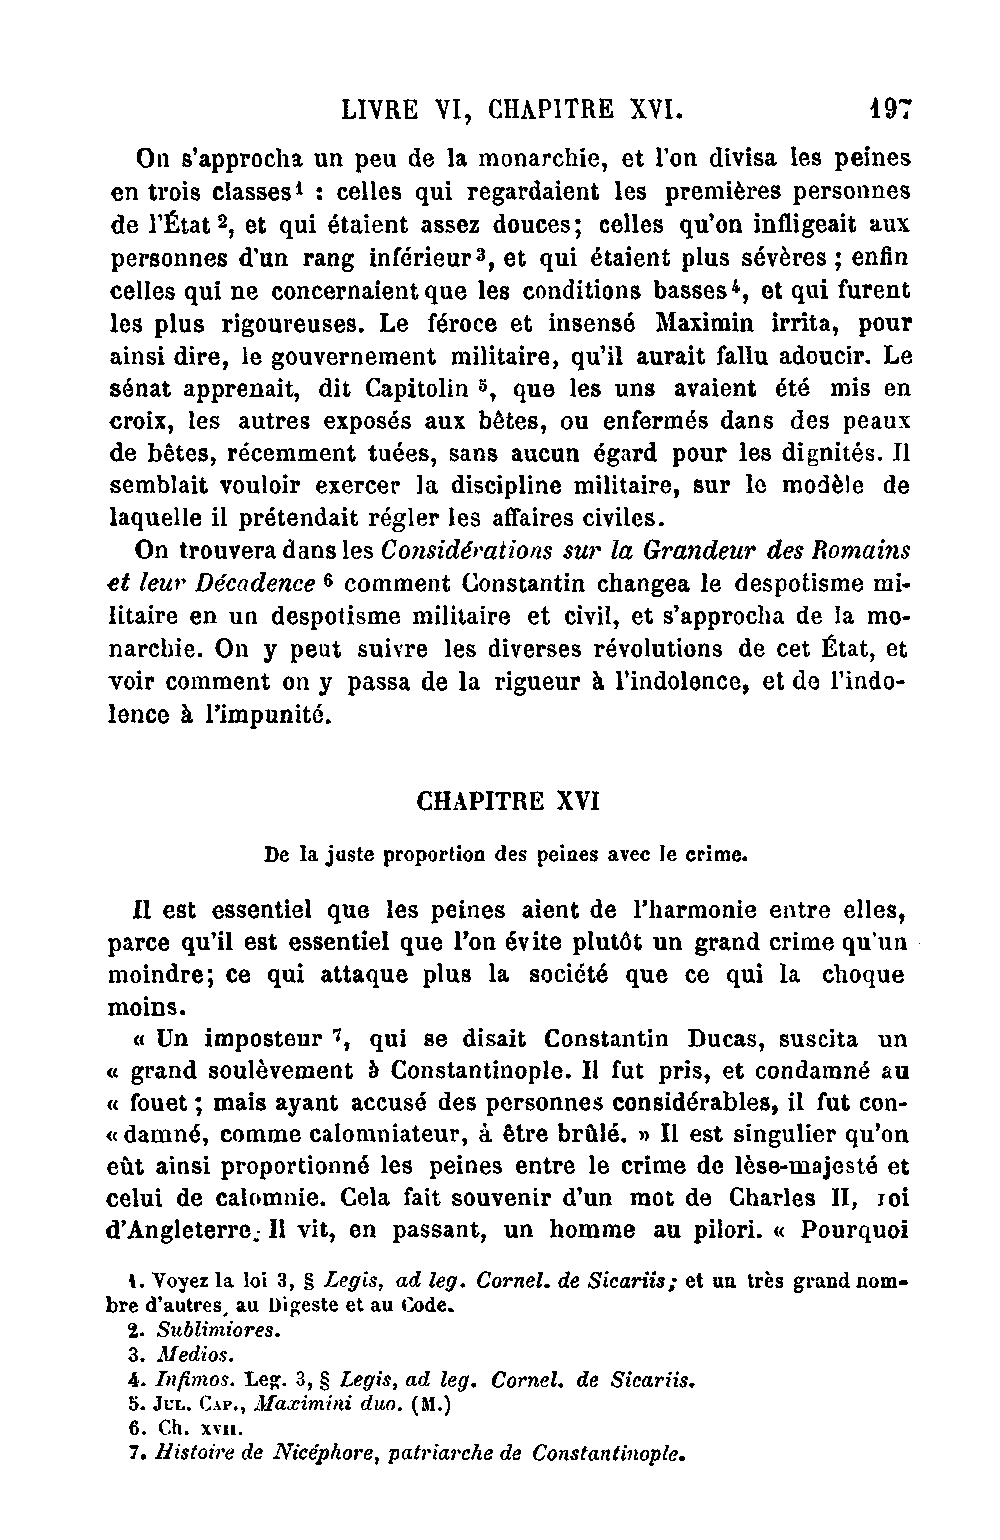 LIVRE VI, CHAPITRE XVI. 197
On s'approcha un peu de la monarchie, et l'on divisa les peines
en trois classes¹ : celles qui regardaient les premières personnes
de l'État ², et qui étaient assez douces; celles qu'on infligeait aux
personnes d'un rang inférieur³, et qui étaient plus sévères ; enfin
celles qui ne concernaient que les conditions basses⁴, et qui furent
les plus rigoureuses. Le féroce et insensé Maximin irrita, pour
ainsi dire, le gouvernement militaire, qu'il aurait fallu adoucir. Le
sénat apprenait, dit Capitolin ⁵, que les uns avaient été mis en
croix, les autres exposés aux bêtes, ou enfermés dans des peaux
de bêtes, récemment tuées, sans aucun égard pour les dignités. Il
semblait vouloir exercer la discipline militaire, sur le modèle de
laquelle il prétendait régler les affaires civiles.
On trouvera dans les Considérations sur la Grandeur des Romains
et leur Décadence ⁶ comment Constantin changea le despotisme mi-
litaire en un despotisme militaire et civil, et s'approcha de la mo-
narchie. On y peut suivre les diverses révolutions de cet État, et
voir comment on y passa de la rigueur à l'indolence, et de l'indo-
lence à l'impunité.
CHAPITRE XVI
De la juste proportion des peines avec le crime.
Il est essentiel que les peines aient de l'harmonie entre elles,
parce qu'il est essentiel que l'on évite plutôt un grand crime qu'un
moindre; ce qui attaque plus la société que ce qui la choque
moins.
« Un imposteur ⁷, qui se disait Constantin Ducas, suscita un
« grand soulèvement à Constantinople. Il fut pris, et condamné au
« fouet ; mais ayant accusé des personnes considérables, il fut con-
« damné, comme calomniateur, à être brûlé. » Il est singulier qu'on
eût ainsi proportionné les peines entre le crime de lèse-majesté et
celui de calomnie. Cela fait souvenir d'un mot de Charles II, roi
d'Angleterre. Il vit, en passant, un homme au pilori. « Pourquoi
1. Voyez la loi 3, § Legis, ad leg. Cornel. de Sicariis; et un très grand nom-
bre d'autres, au Digeste et au Code.
2. Sublimiores.
3. Medios.
4. Infimos. Leg. 3, § Legis, ad leg. Cornel. de Sicariis.
5. JUL. CAP., Maximini duo. (M.)
6. Ch. XVII.
7. Histoire de Nicéphore, patriarche de Constantinople.